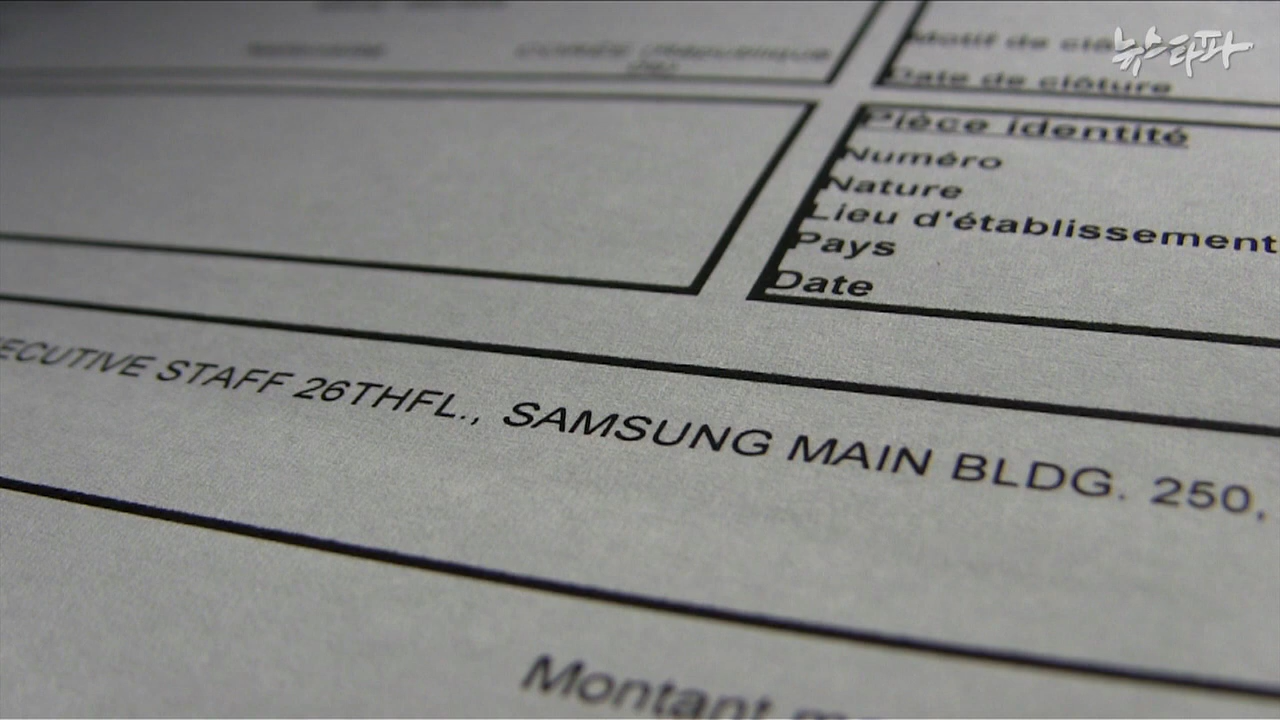 뉴스타파
Motif de clô
Date de clôture
Pièce identité
Numéro
Nature
Lieu d'établissement
Pays
Date
ECUTIVE STAFF 26THFL., SAMSUNG MAIN BLDG. 250,
Montant